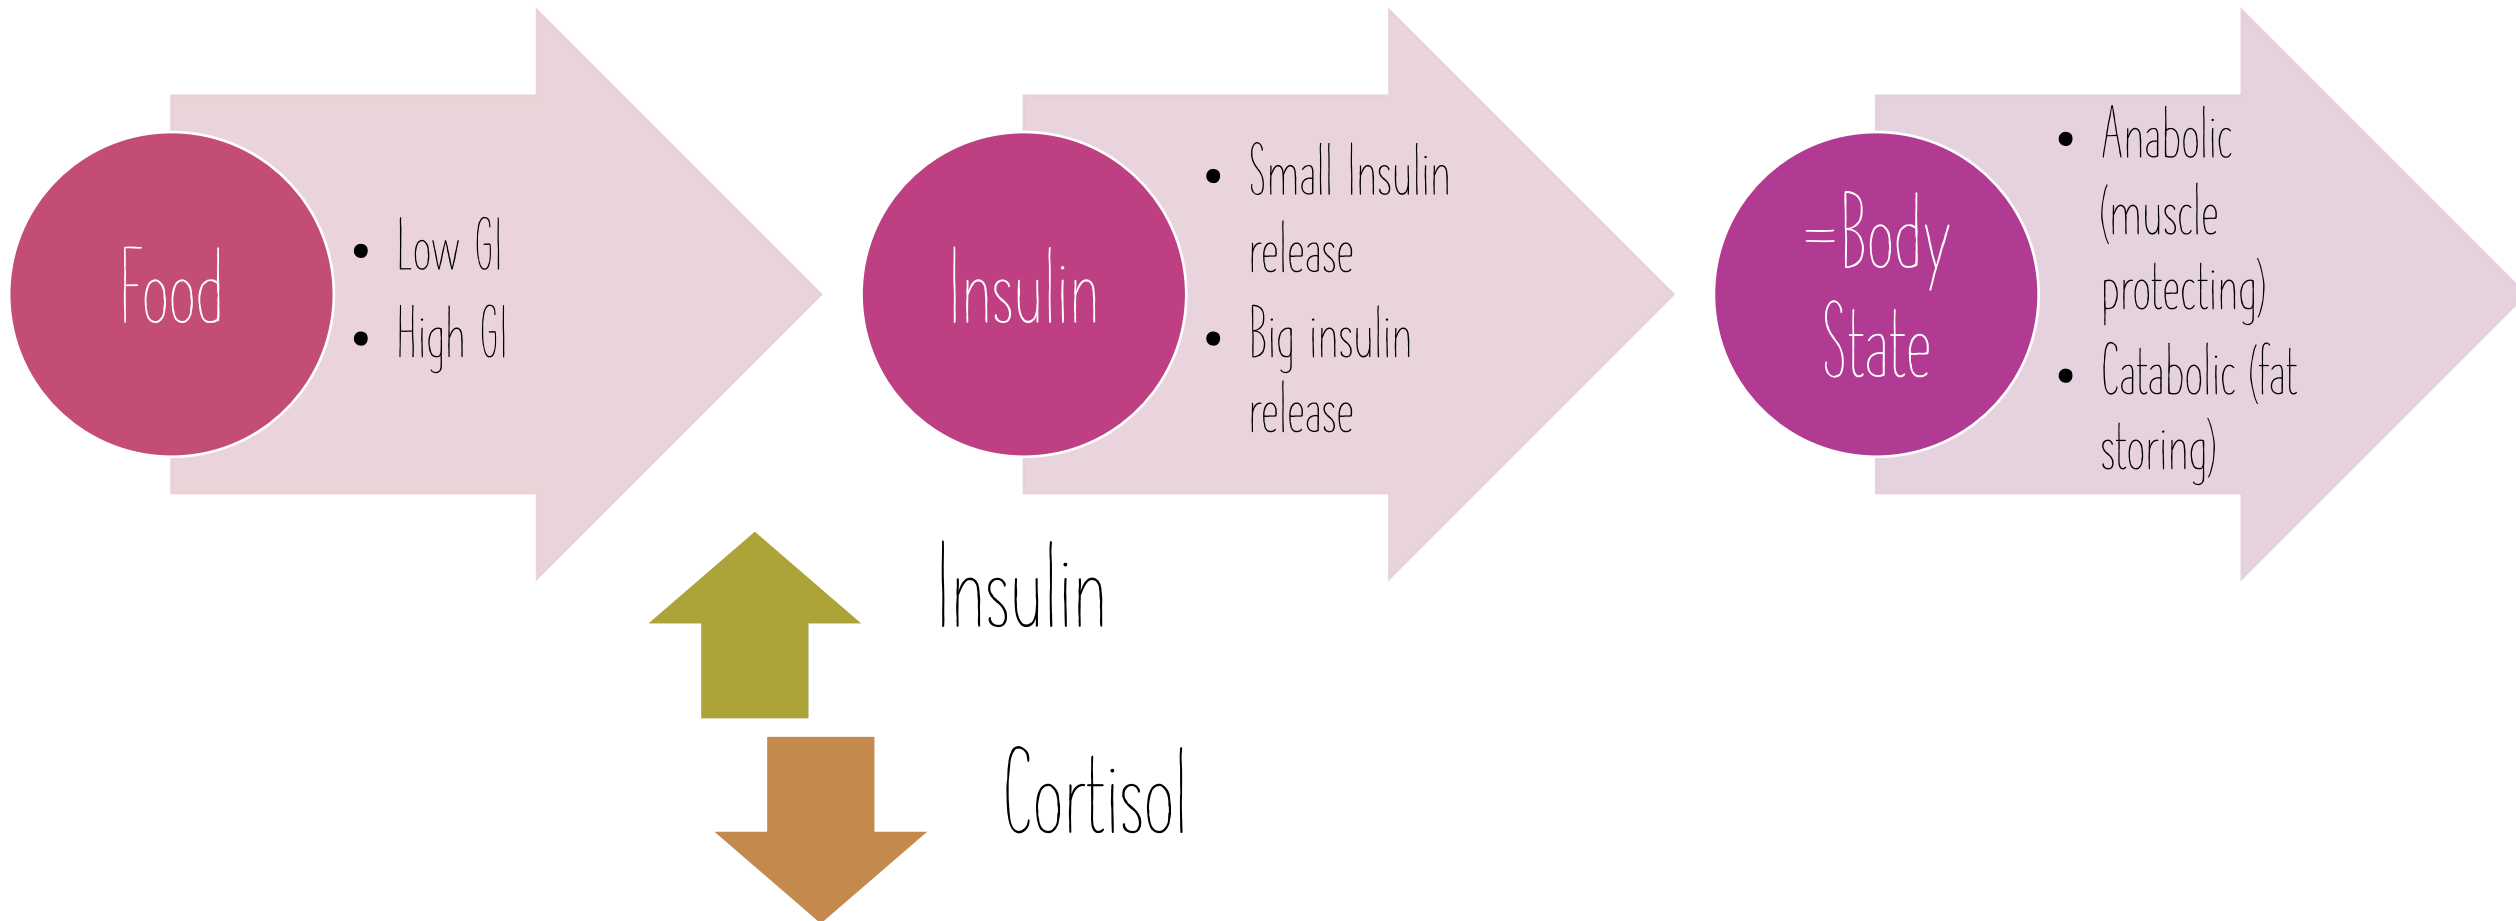 Food
• Low GI
• High GI
Insulin
• Small Insulin
release
• Big insulin
release
=Body
State
• Anabolic
(muscle
protecting)
• Catabolic (fat
storing)
Insulin
Cortisol